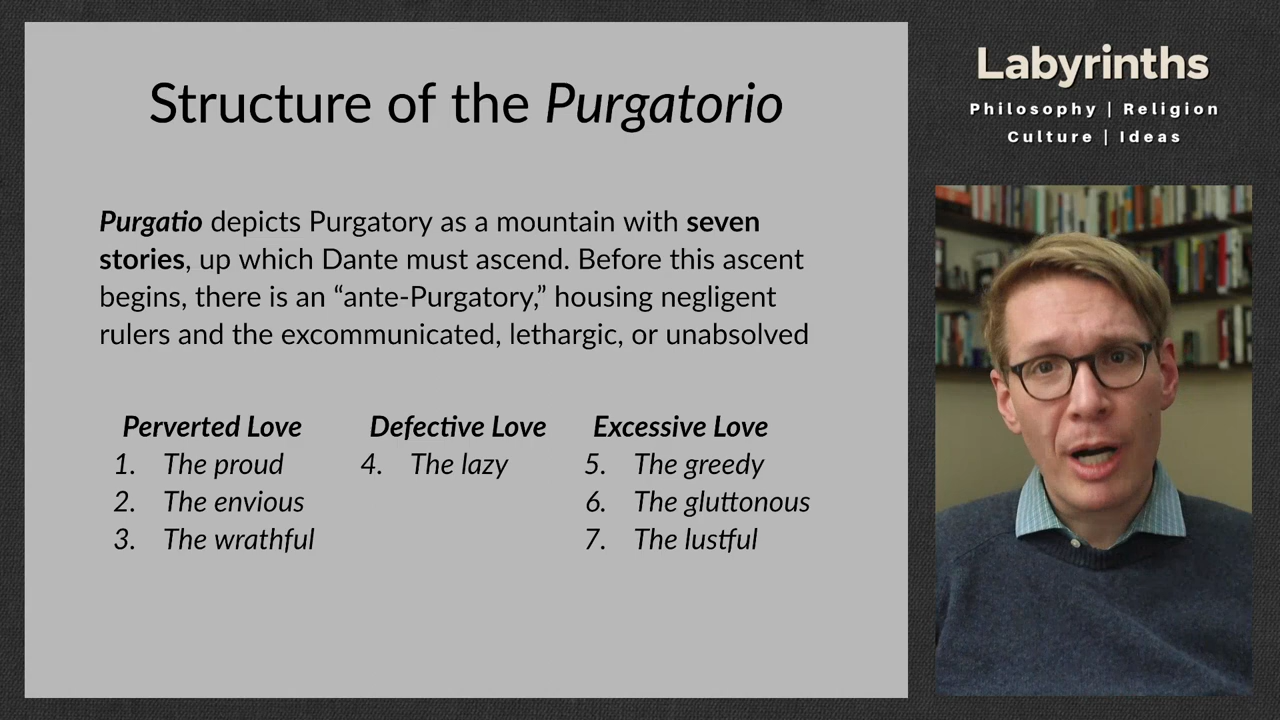 Structure of the Purgatorio
Purgatio depicts Purgatory as a mountain with seven
stories, up which Dante must ascend. Before this ascent
begins, there is an “ante-Purgatory,” housing negligent
rulers and the excommunicated, lethargic, or unabsolved
Perverted Love
1. The proud
2. The envious
3. The wrathful
Defective Love
4. The lazy
Excessive Love
5. The greedy
6. The gluttonous
7. The lustful
Labyrinths
Philosophy | Religion
Culture | Ideas